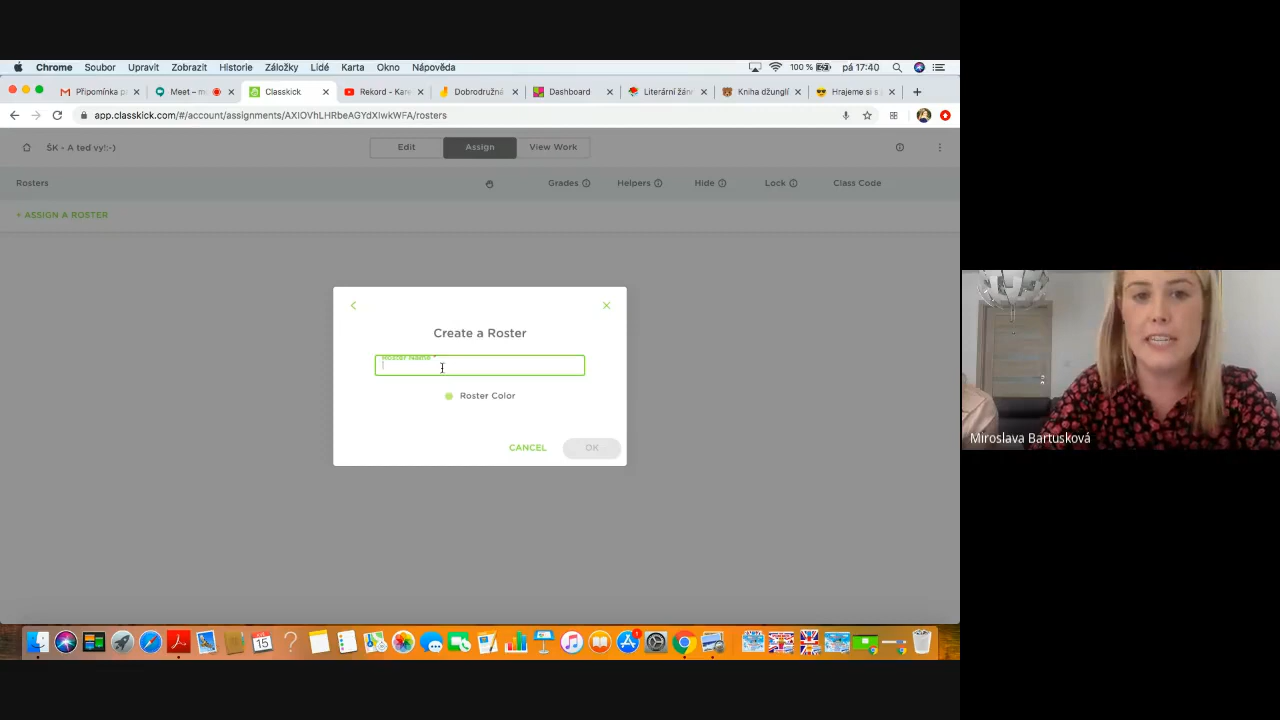 Chrome Soubor Upravit Zobrazit Historie Záložky Lidé Karta Okno Nápověda 100 % pá 17:40
Připomínka p Meet – m Classkick Rekord - Kar Dobrodružná Dashboard Literární žánr Kniha džunglí Hrajeme si s
app.classkick.com/#/account/assignments/AXIOVhLHRbeAGYdXIwkWFA/rosters
ŠK - A teď vy!:-) Edit Assign View Work
Rosters Grades Helpers Hide Lock Class Code
+ ASSIGN A ROSTER
Create a Roster
Roster Name *
Roster Color
CANCEL OK
Miroslava Bartusková
15